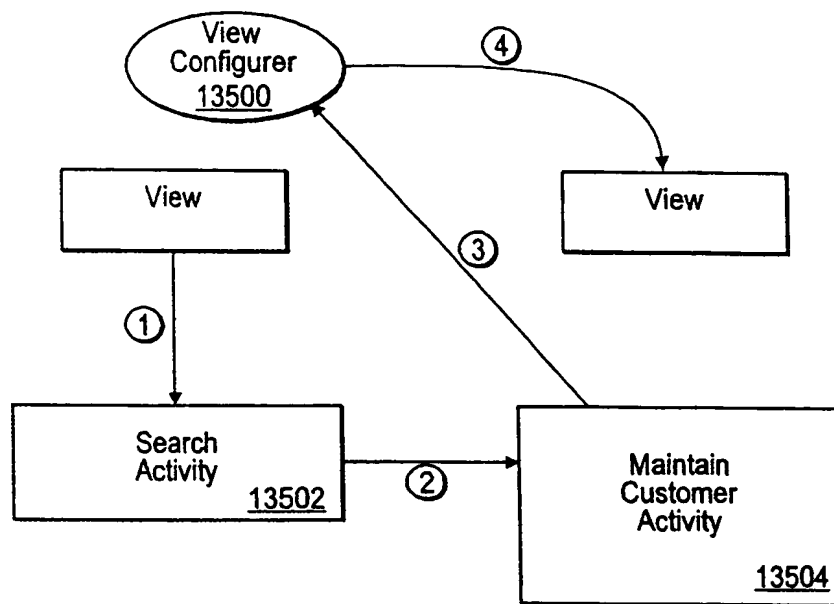 View
Configurer
13500
4
View
View
3
1
Search
Activity
13502
2
Maintain
Customer
Activity
13504